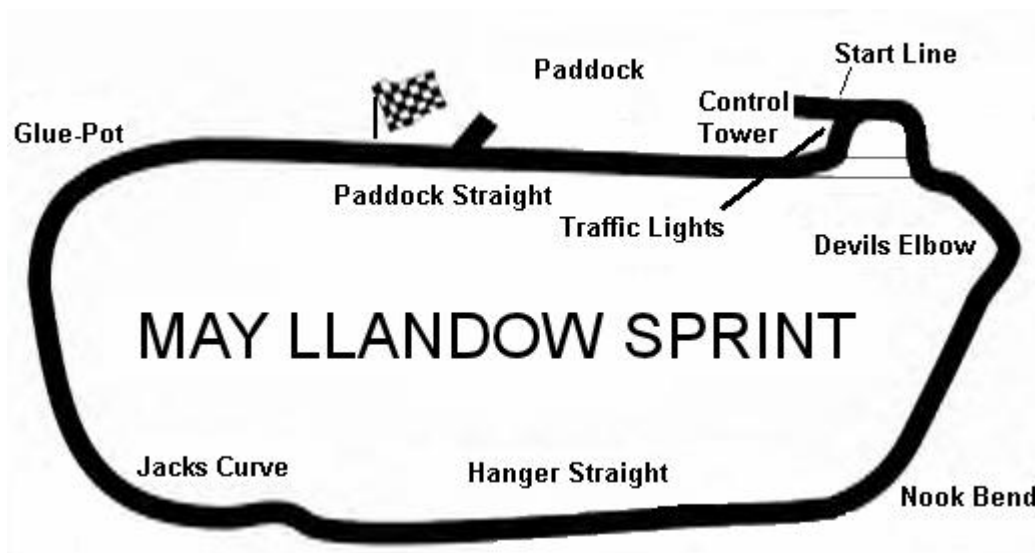 Start Line
Paddock
Control
Tower
Glue-Pot
Paddock Straight
Traffic Lights
Devils Elbow
MAY LLANDOW SPRINT
Jacks Curve
Hanger Straight
Nook Bend